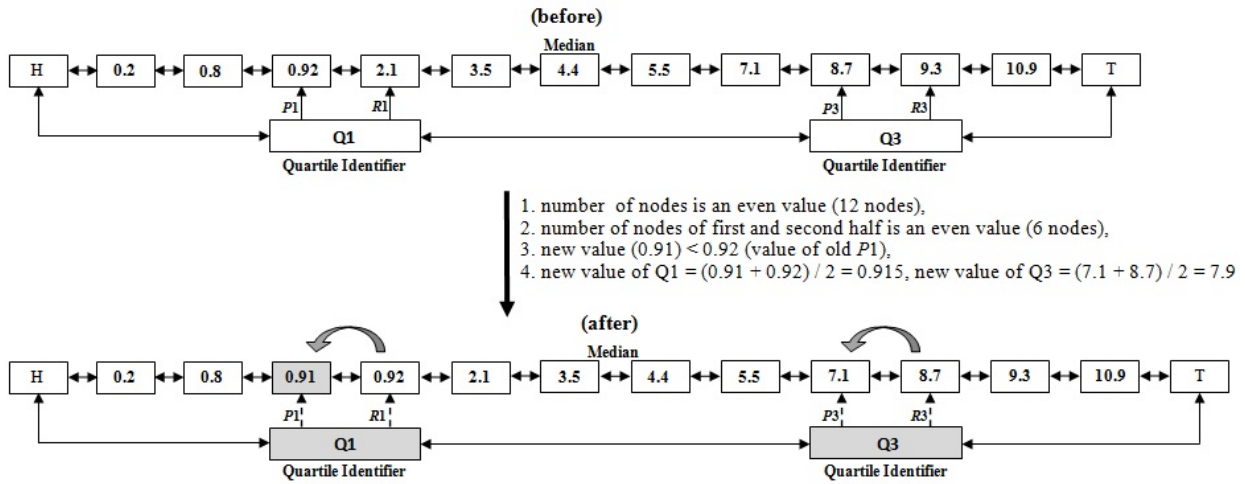 (before)
Median
H 0.2 0.8 0.92 2.1 3.5 4.4 5.5 7.1 8.7 9.3 10.9 T
P1 R1 P3 R3
Q1 Q3
Quartile Identifier Quartile Identifier
1. number of nodes is an even value (12 nodes),
2. number of nodes of first and second half is an even value (6 nodes),
3. new value (0.91) < 0.92 (value of old P1),
4. new value of Q1 = (0.91 + 0.92) / 2 = 0.915, new value of Q3 = (7.1 + 8.7) / 2 = 7.9
(after)
Median
H 0.2 0.8 0.91 0.92 2.1 3.5 4.4 5.5 7.1 8.7 9.3 10.9 T
P1 R1 P3 R3
Q1 Q3
Quartile Identifier Quartile Identifier